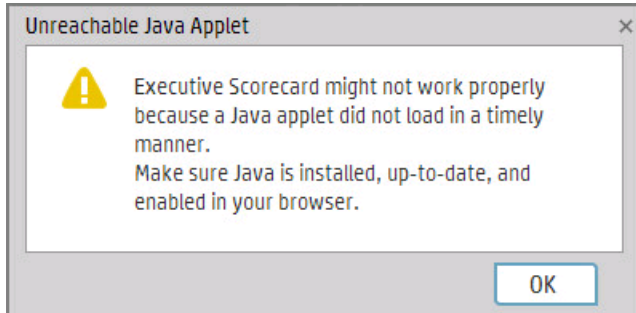 Unreachable Java Applet
Executive Scorecard might not work properly
because a Java applet did not load in a timely
manner.
Make sure Java is installed, up-to-date, and
enabled in your browser.
OK